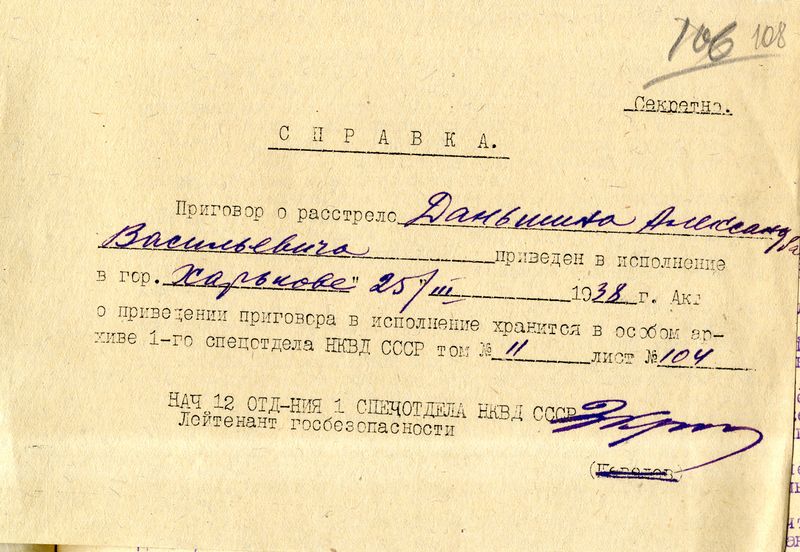 106 108
Секретно.
СПРАВКА.
Приговор о расстреле Даньшина Александра
Васильевича приведен в исполнение
в гор. Харькове" 25/III 1938 г. Акт
о приведении приговора в исполнение хранится в особом ар-
хиве 1-го спецотдела НКВД СССР том № 11 лист № 104
НАЧ 12 ОТД-НИЯ 1 СПЕЦОТДЕЛА НКВД СССР
Лейтенант госбезопасности